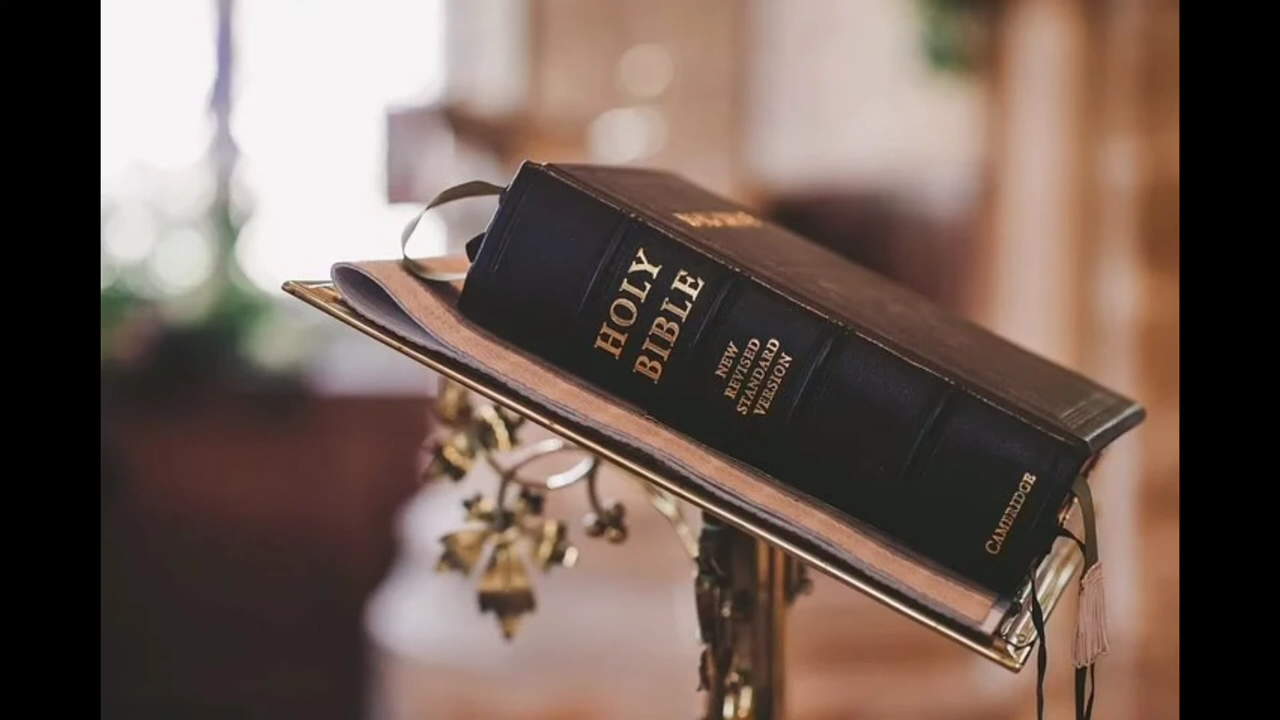 HOLY
BIBLE
NEW
REVISED
STANDARD
VERSION
CAMBRIDGE